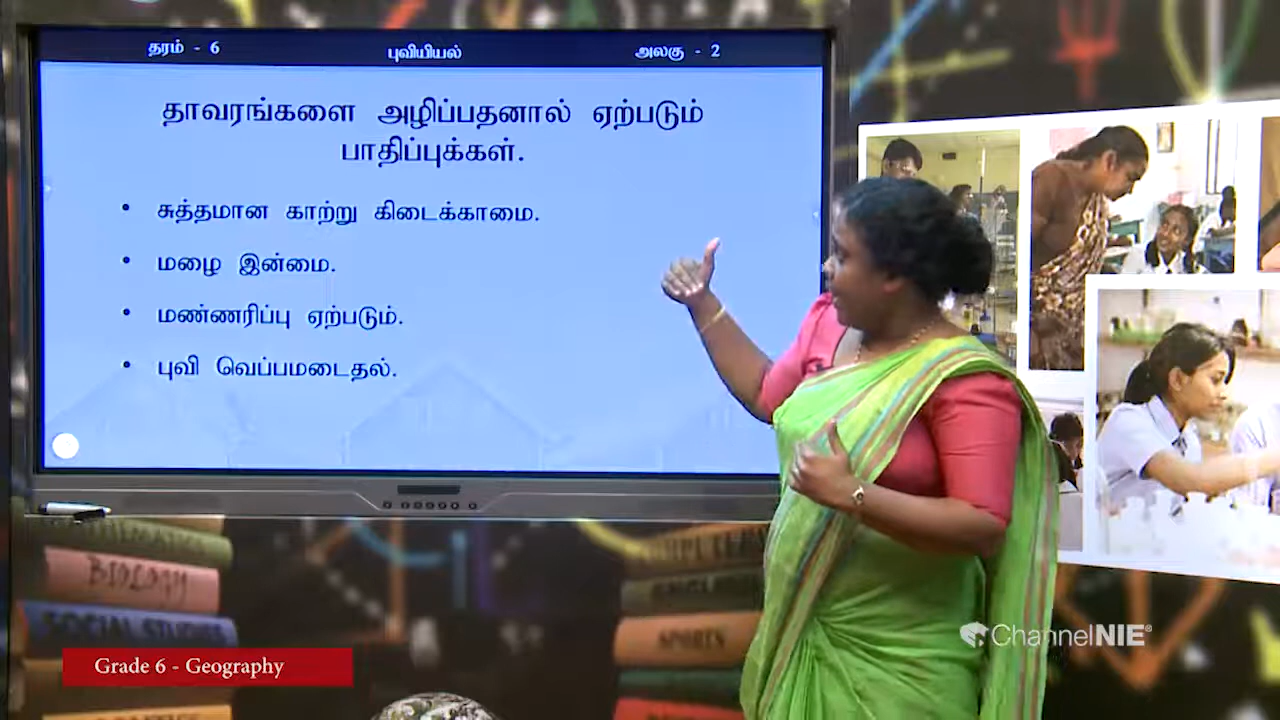 தரம் - 6
புவியியல்
அலகு - 2
தாவரங்களை அழிப்பதனால் ஏற்படும்
பாதிப்புக்கள்.
• சுத்தமான காற்று கிடைக்காமை.
• மழை இன்மை.
• மண்ணரிப்பு ஏற்படும்.
• புவி வெப்பமடைதல்.
BIOLOGY
SOCIAL STUDIES
SPORTS
ChannelNIE®
Grade 6 - Geography